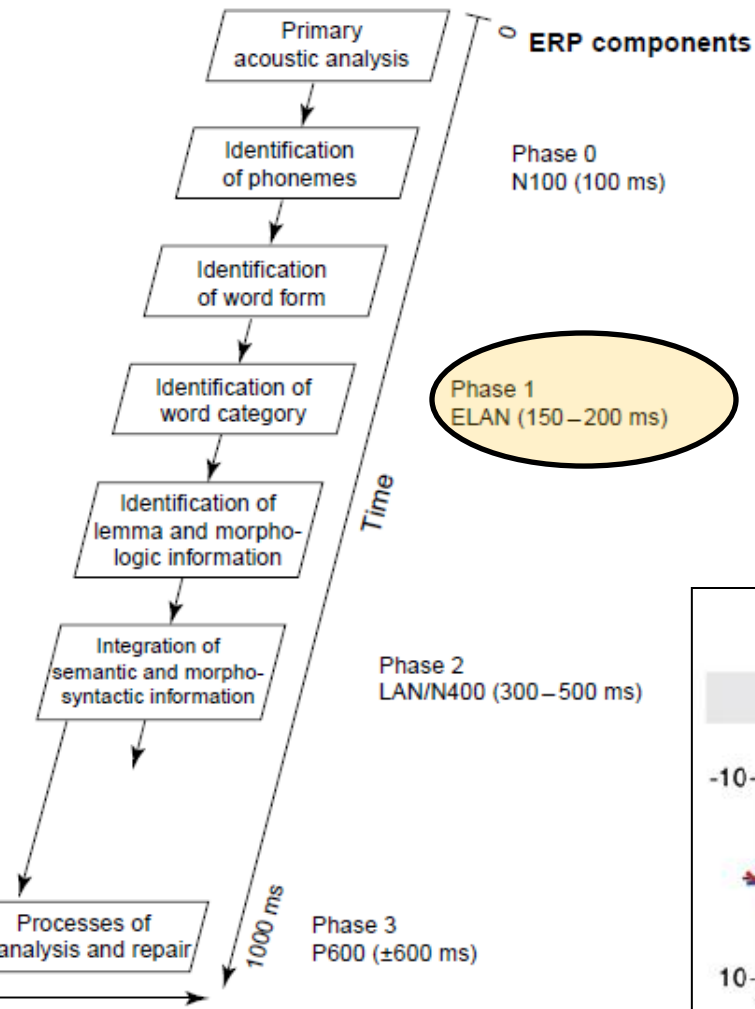 Primary
acoustic analysis
0
ERP components
Identification
of phonemes
Phase 0
N100 (100 ms)
Identification
of word form
Identification of
word category
Phase 1
ELAN (150–200 ms)
Time
Identification of
lemma and morpho-
logic information
Integration of
semantic and morpho-
syntactic information
Phase 2
LAN/N400 (300–500 ms)
-10
10
Processes of
analysis and repair
1000 ms
Phase 3
P600 (±600 ms)